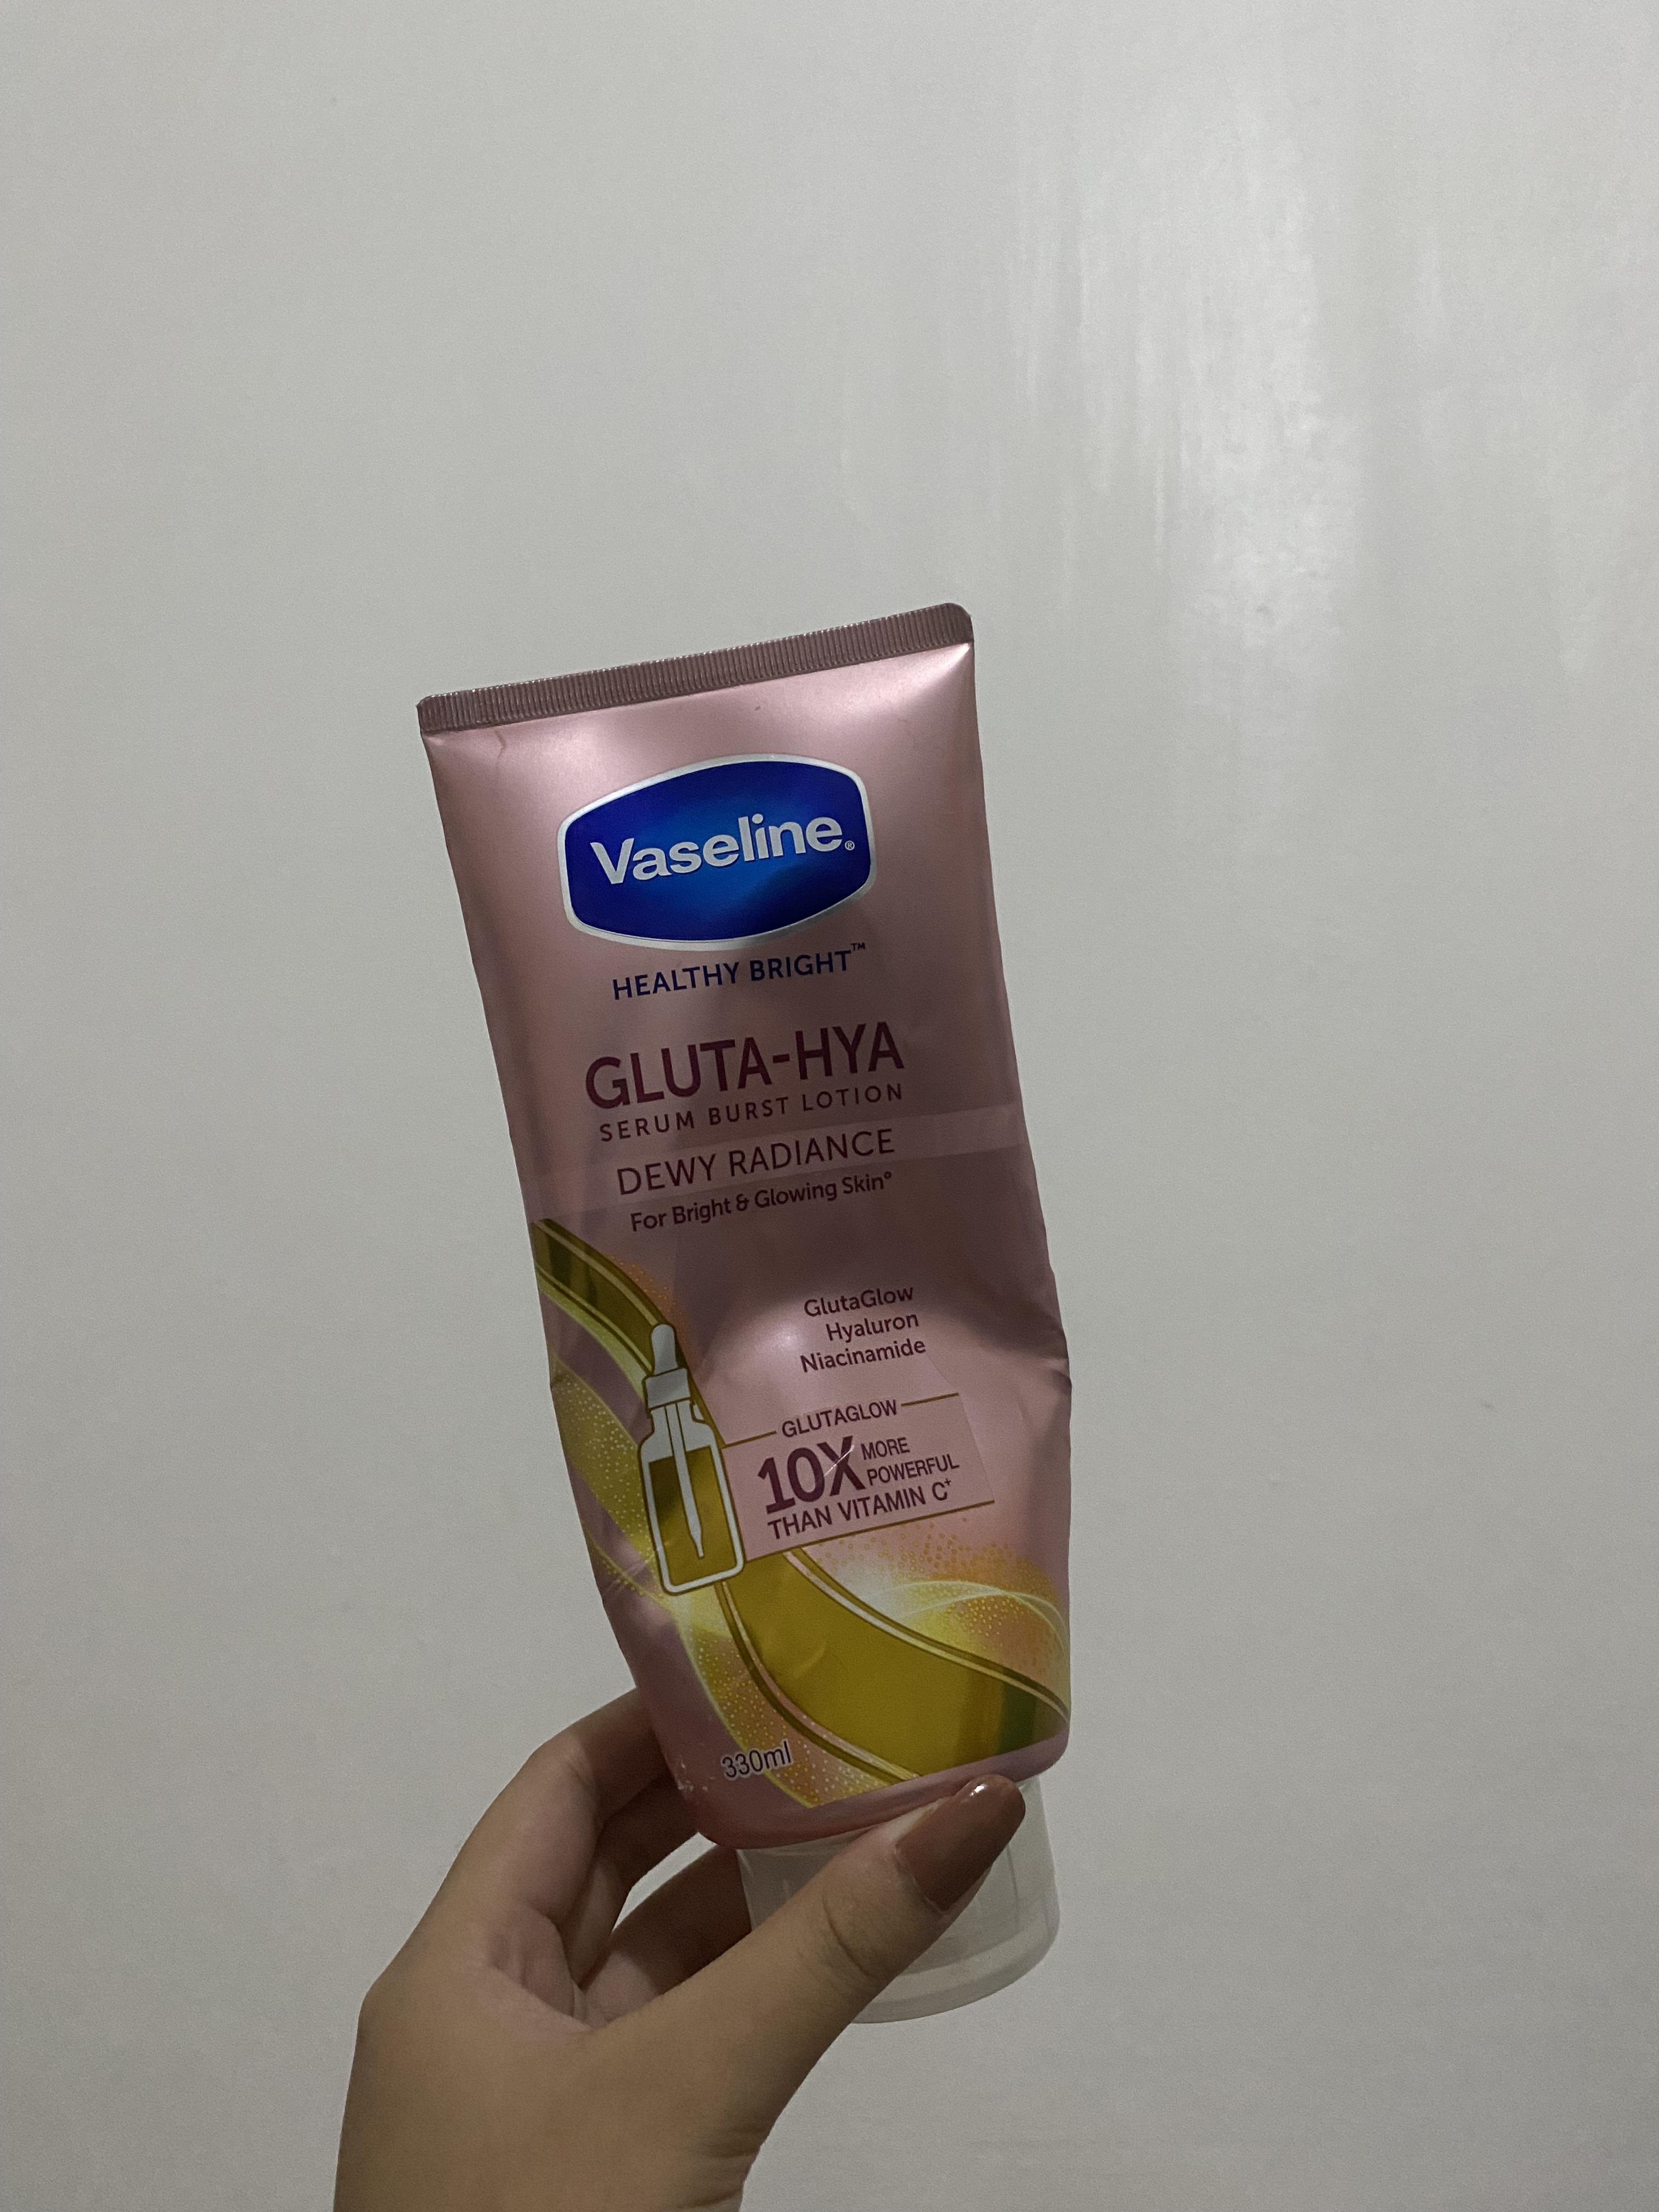 Vaseline®
HEALTHY BRIGHT™
GLUTA-HYA
SERUM BURST LOTION
DEWY RADIANCE
For Bright & Glowing Skin°
GlutaGlow
Hyaluron
Niacinamide
GLUTAGLOW
10X MORE
POWERFUL
THAN VITAMIN C⁺
330ml